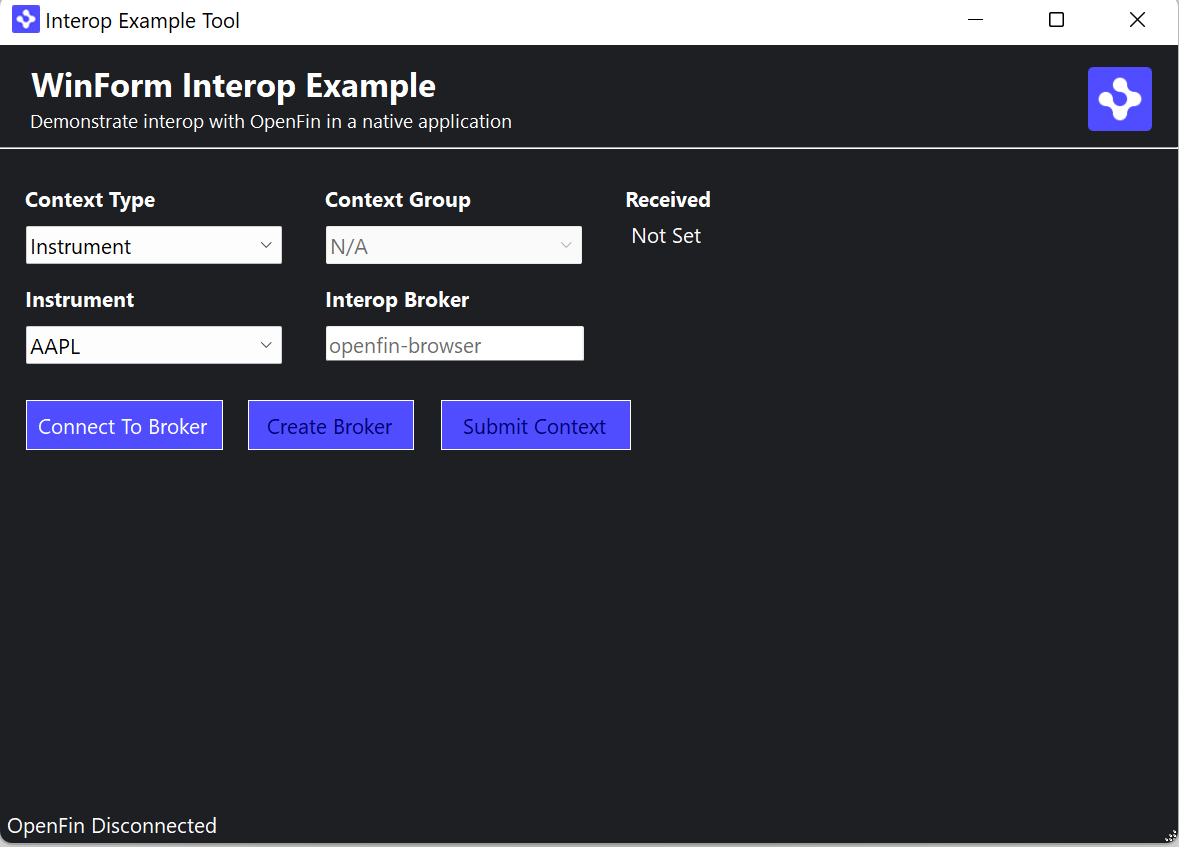 Interop Example Tool
WinForm Interop Example
Demonstrate interop with OpenFin in a native application
Context Type
Context Group
Received
Instrument
N/A
Not Set
Instrument
Interop Broker
AAPL
openfin-browser
Connect To Broker
Create Broker
Submit Context
OpenFin Disconnected